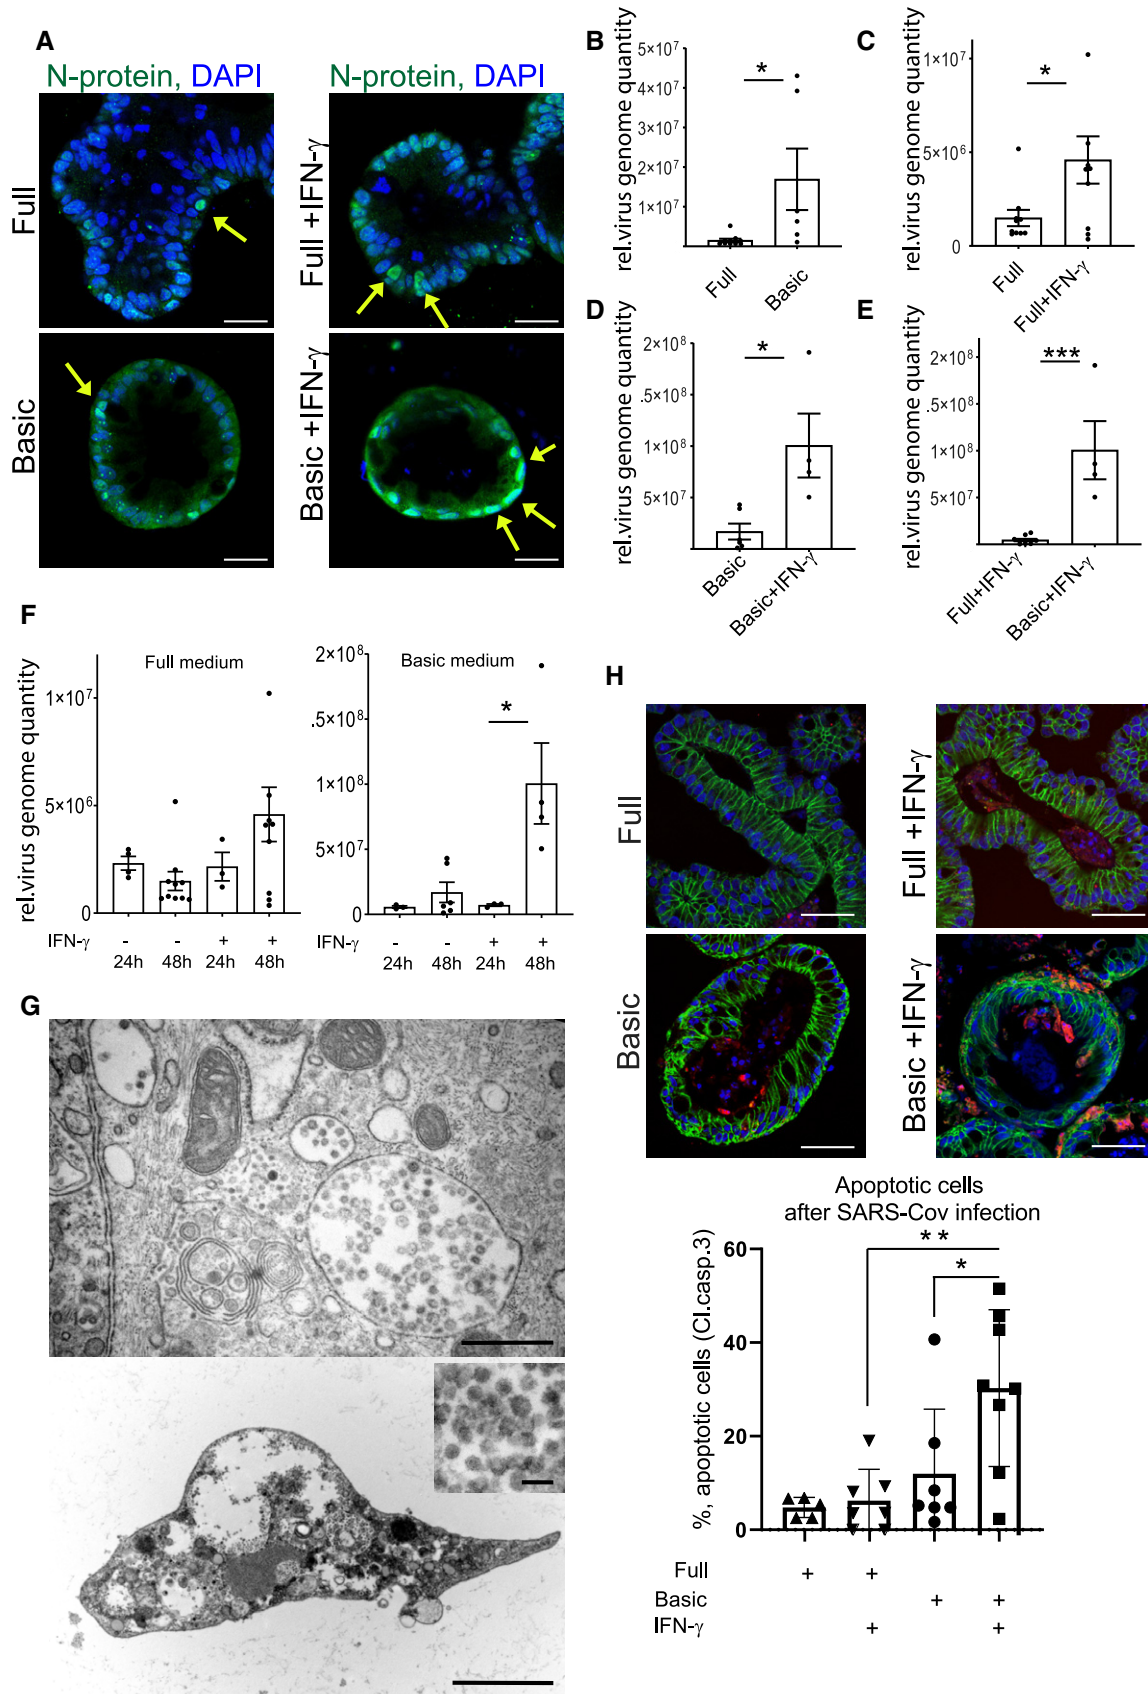 A
N-protein, DAPI
N-protein, DAPI
Full
Full +IFN-γ
Basic
Basic +IFN-γ
B
rel.virus genome quantity
5×10⁷
4×10⁷
3×10⁷
2×10⁷
1×10⁷
*
Full
Basic
C
rel.virus genome quantity
1×10⁷
5×10⁶
0
*
Full
Full+IFN-γ
D
rel.virus genome quantity
2×10⁸
.5×10⁸
1×10⁸
5×10⁷
*
Basic
Basic+IFN-γ
E
rel.virus genome quantity
2×10⁸
.5×10⁸
1×10⁸
5×10⁷
***
Full+IFN-γ
Basic+IFN-γ
F
rel.virus genome quantity
Full medium
1×10⁷
5×10⁶
0
IFN-γ - - + +
24h 48h 24h 48h
Basic medium
2×10⁸
.5×10⁸
1×10⁸
5×10⁷
0
*
IFN-γ - - + +
24h 48h 24h 48h
G
H
Full
Full +IFN-γ
Basic
Basic +IFN-γ
Apoptotic cells
after SARS-Cov infection
%, apoptotic cells (Cl.casp.3)
60
40
20
0
**
*
Full + +
Basic + +
IFN-γ + +